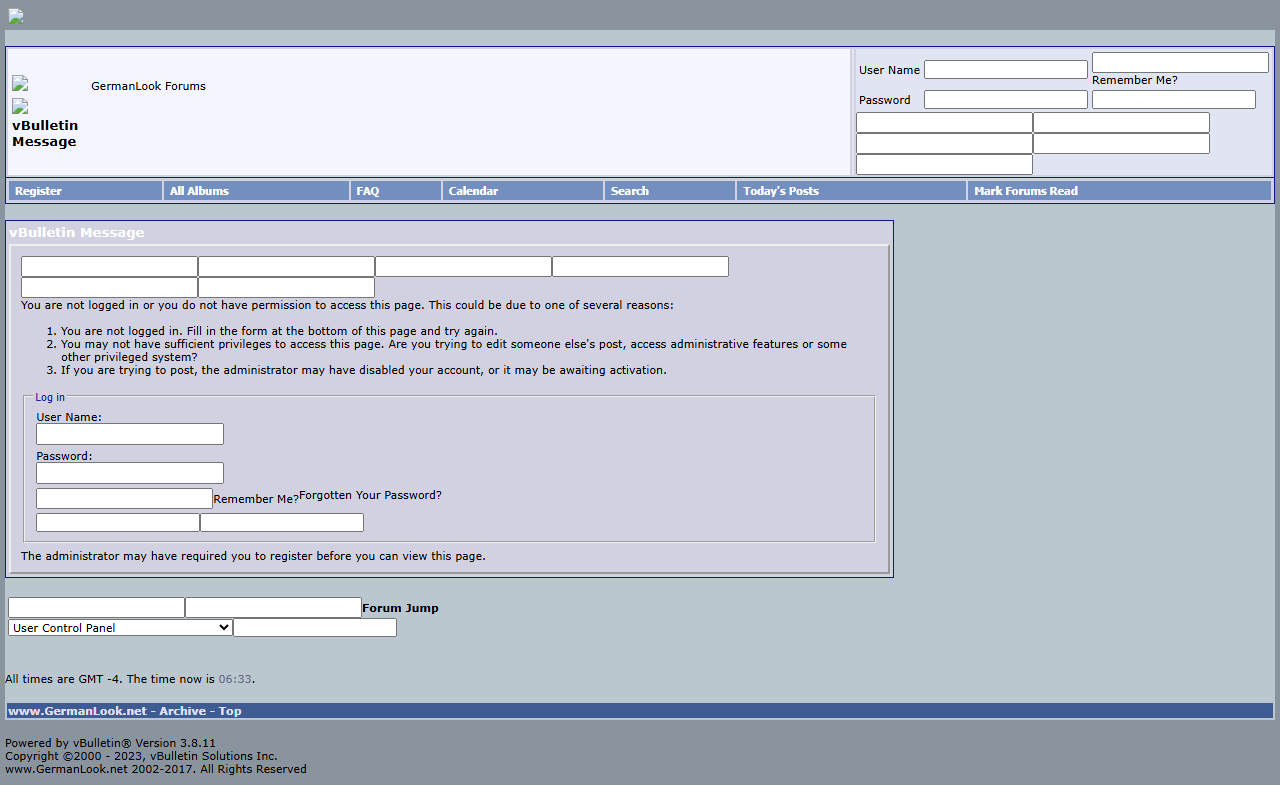 GermanLook Forums
vBulletin
Message
User Name
Remember Me?
Password
Register
All Albums
FAQ
Calendar
Search
Today's Posts
Mark Forums Read
vBulletin Message
You are not logged in or you do not have permission to access this page. This could be due to one of several reasons:
1. You are not logged in. Fill in the form at the bottom of this page and try again.
2. You may not have sufficient privileges to access this page. Are you trying to edit someone else's post, access administrative features or some
other privileged system?
3. If you are trying to post, the administrator may have disabled your account, or it may be awaiting activation.
Log in
User Name:
Password:
Remember Me?Forgotten Your Password?
The administrator may have required you to register before you can view this page.
Forum Jump
User Control Panel
All times are GMT -4. The time now is 06:33.
www.GermanLook.net - Archive - Top
Powered by vBulletin® Version 3.8.11
Copyright ©2000 - 2023, vBulletin Solutions Inc.
www.GermanLook.net 2002-2017. All Rights Reserved